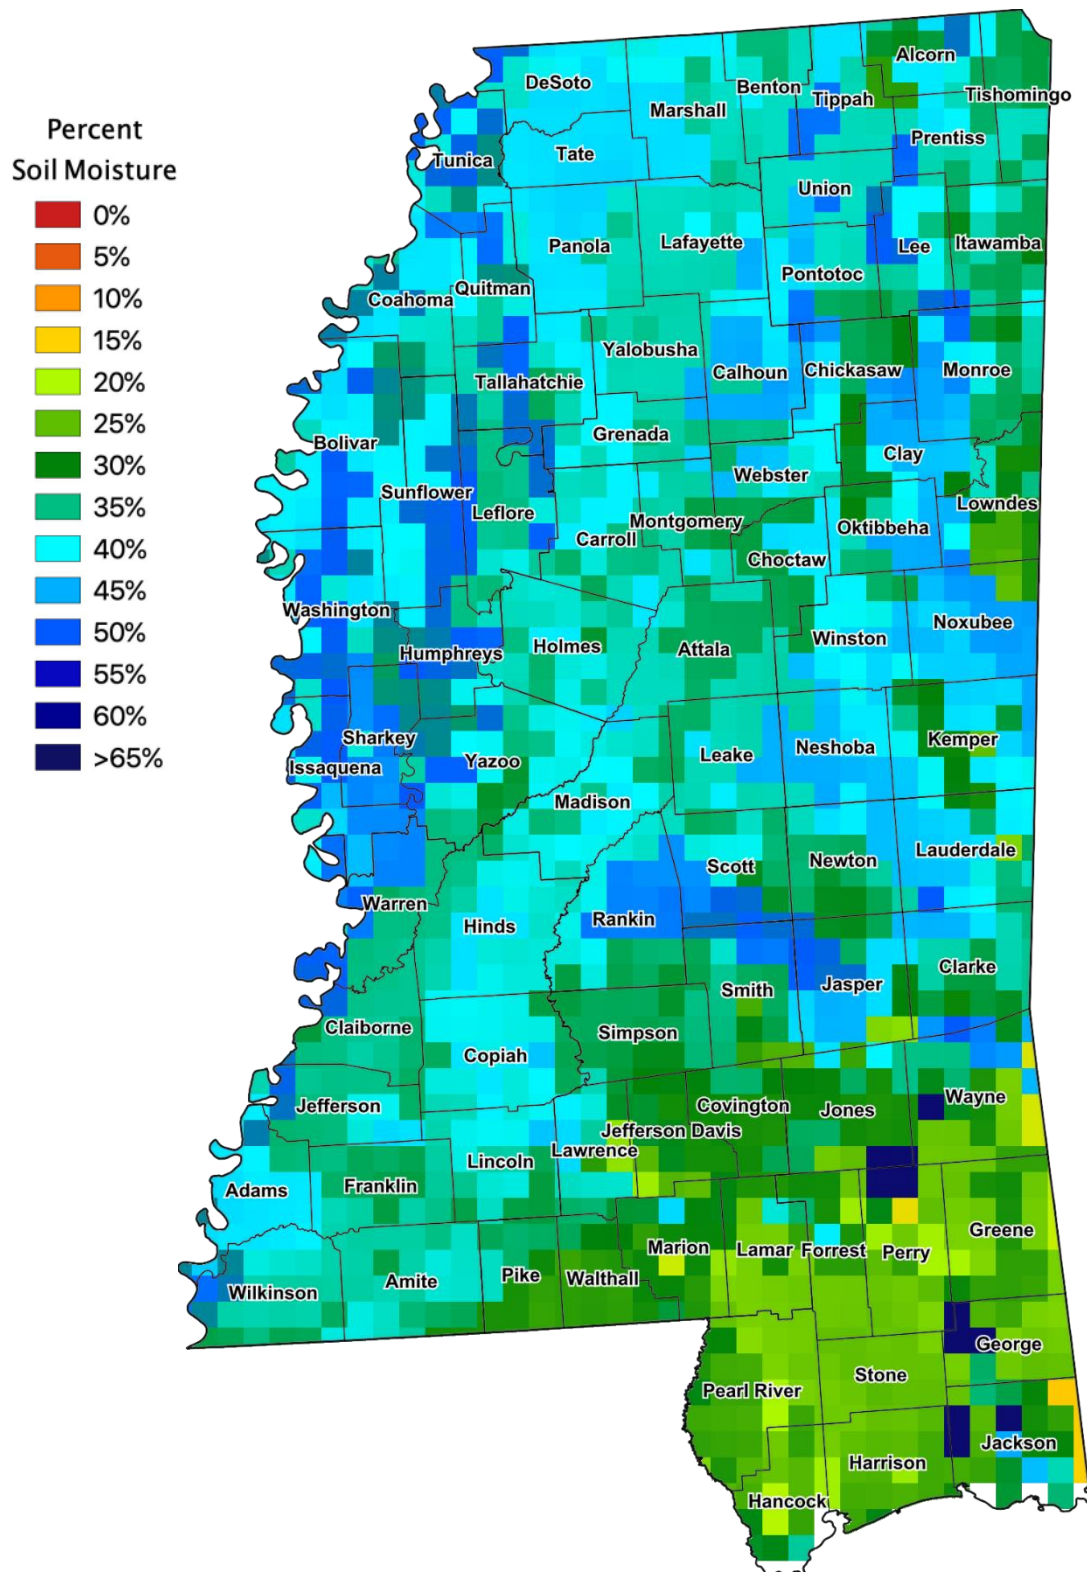 Percent
Soil Moisture
0%
5%
10%
15%
20%
25%
30%
35%
40%
45%
50%
55%
60%
>65%
Alcorn
DeSoto
Benton
Tippah
Tishomingo
Marshall
Prentiss
Tunica
Tate
Union
Panola
Lafayette
Lee
Itawamba
Pontotoc
Quitman
Coahoma
Yalobusha
Calhoun
Chickasaw
Monroe
Tallahatchie
Bolivar
Grenada
Clay
Webster
Sunflower
Leflore
Montgomery
Oktibbeha
Lowndes
Carroll
Choctaw
Washington
Noxubee
Humphreys
Holmes
Attala
Winston
Sharkey
Issaquena
Yazoo
Leake
Neshoba
Kemper
Madison
Scott
Newton
Lauderdale
Warren
Hinds
Rankin
Clarke
Smith
Jasper
Claiborne
Simpson
Copiah
Jefferson
Covington
Jones
Wayne
Jefferson Davis
Lawrence
Lincoln
Adams
Franklin
Marion
Lamar
Forrest
Perry
Greene
Wilkinson
Amite
Pike
Walthall
George
Pearl River
Stone
Jackson
Harrison
Hancock